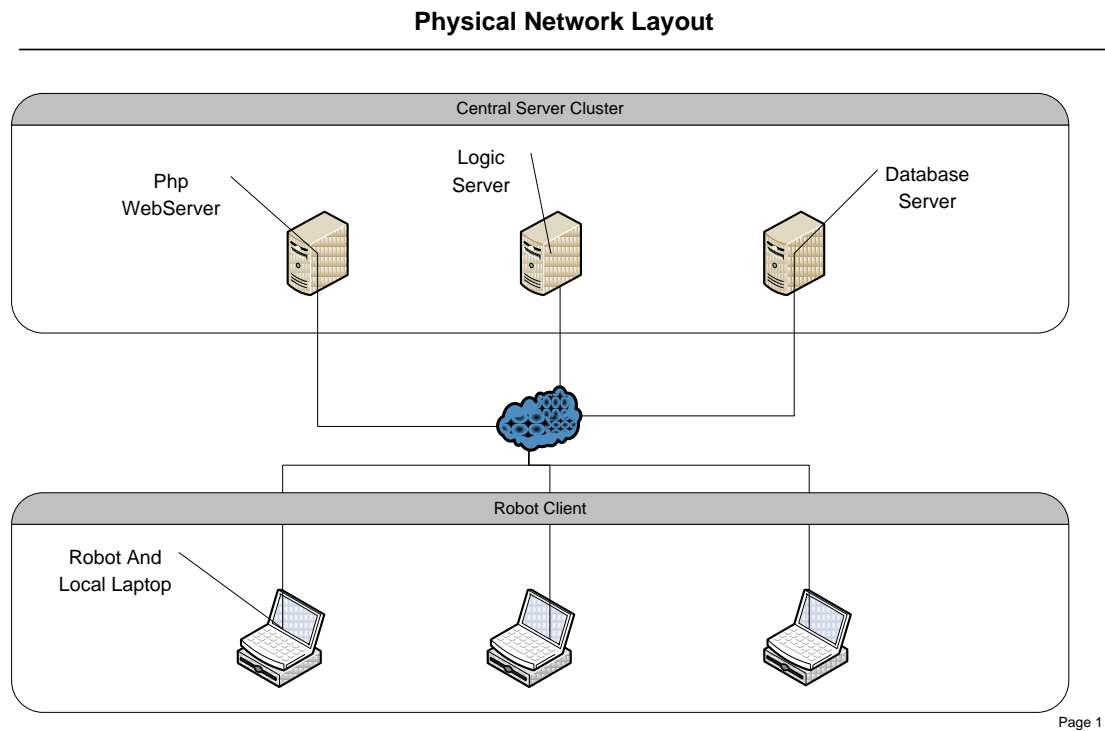 Physical Network Layout
Central Server Cluster
Php
WebServer
Logic
Server
Database
Server
Robot Client
Robot And
Local Laptop
Page 1